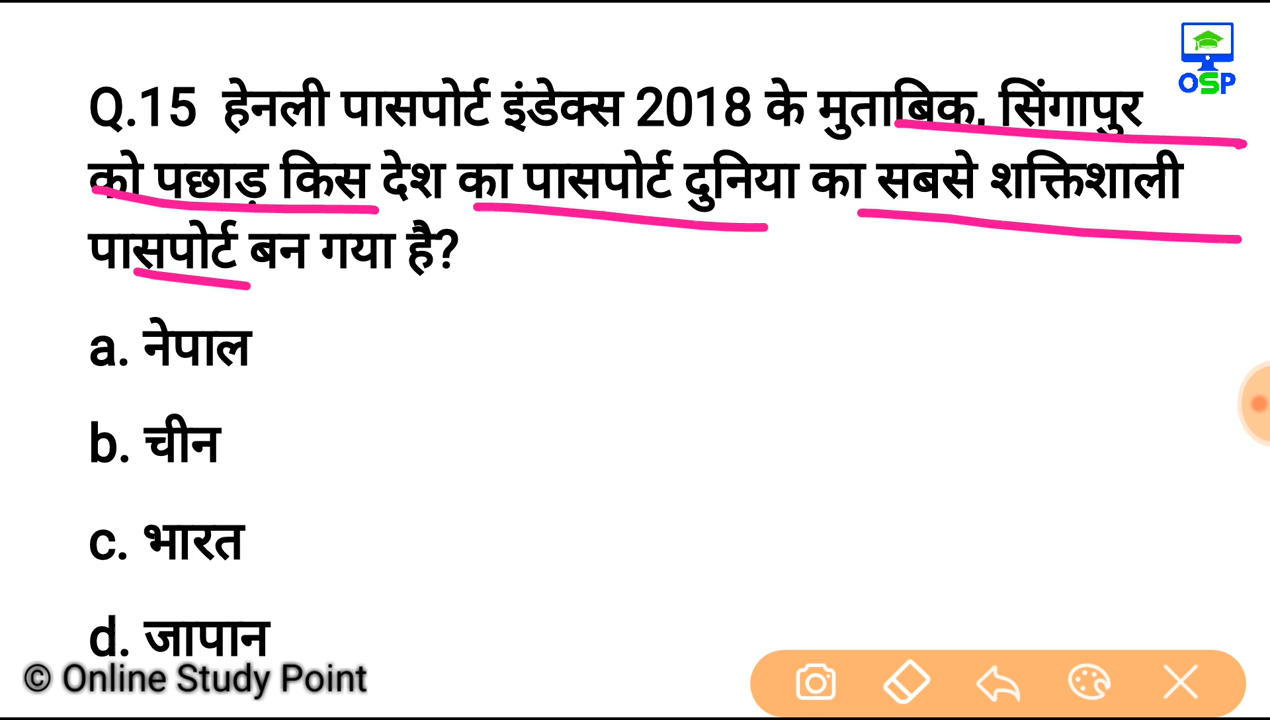 OSP
Q.15 हेनली पासपोर्ट इंडेक्स 2018 के मुताबिक, सिंगापुर
को पछाड़ किस देश का पासपोर्ट दुनिया का सबसे शक्तिशाली
पासपोर्ट बन गया है?
a. नेपाल
b. चीन
c. भारत
d. जापान
© Online Study Point